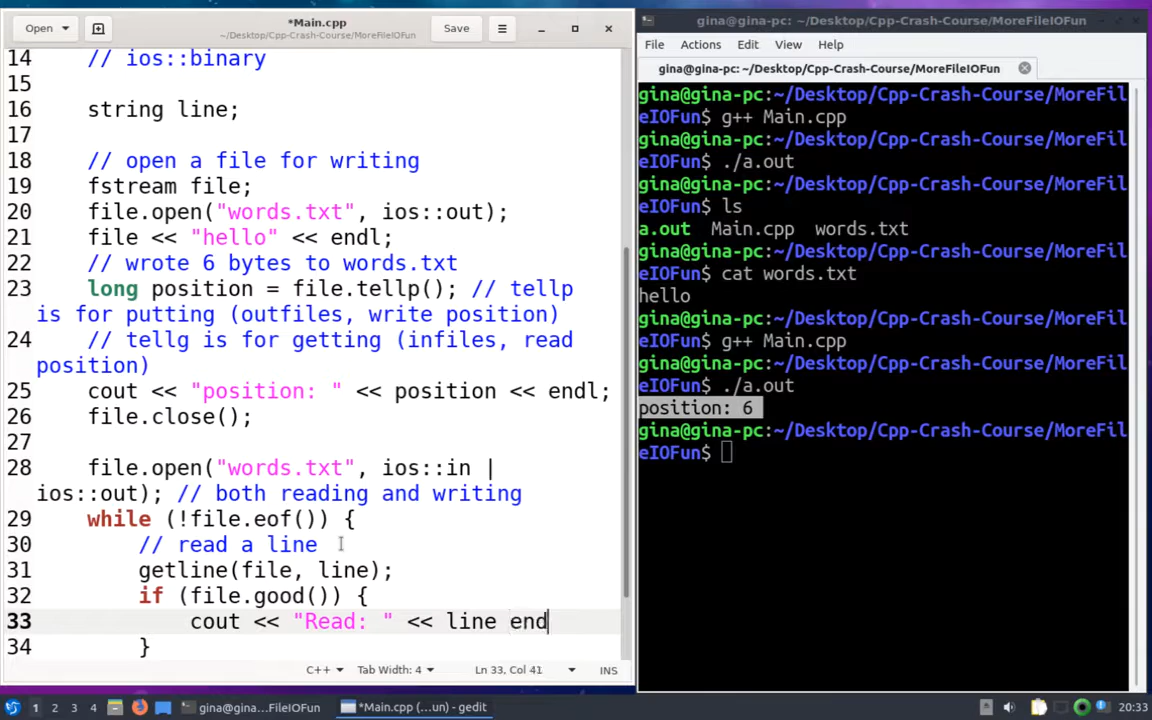 Open
*Main.cpp
~/Desktop/Cpp-Crash-Course/MoreFileIOFun
Save
14 // ios::binary
15
16 string line;
17
18 // open a file for writing
19 fstream file;
20 file.open("words.txt", ios::out);
21 file << "hello" << endl;
22 // wrote 6 bytes to words.txt
23 long position = file.tellp(); // tellp
is for putting (outfiles, write position)
24 // tellg is for getting (infiles, read
position)
25 cout << "position: " << position << endl;
26 file.close();
27
28 file.open("words.txt", ios::in |
ios::out); // both reading and writing
29 while (!file.eof()) {
30 // read a line
31 getline(file, line);
32 if (file.good()) {
33 cout << "Read: " << line end
34 }
C++ Tab Width: 4 Ln 33, Col 41 INS
gina@gina-pc: ~/Desktop/Cpp-Crash-Course/MoreFileIOFun
File Actions Edit View Help
gina@gina-pc: ~/Desktop/Cpp-Crash-Course/MoreFileIOFun
gina@gina-pc:~/Desktop/Cpp-Crash-Course/MoreFil
eIOFun$ g++ Main.cpp
gina@gina-pc:~/Desktop/Cpp-Crash-Course/MoreFil
eIOFun$ ./a.out
gina@gina-pc:~/Desktop/Cpp-Crash-Course/MoreFil
eIOFun$ ls
a.out Main.cpp words.txt
gina@gina-pc:~/Desktop/Cpp-Crash-Course/MoreFil
eIOFun$ cat words.txt
hello
gina@gina-pc:~/Desktop/Cpp-Crash-Course/MoreFil
eIOFun$ g++ Main.cpp
gina@gina-pc:~/Desktop/Cpp-Crash-Course/MoreFil
eIOFun$ ./a.out
position: 6
gina@gina-pc:~/Desktop/Cpp-Crash-Course/MoreFil
eIOFun$
1 2 3 4 gina@gina...FileIOFun *Main.cpp (...un) - gedit 20:33